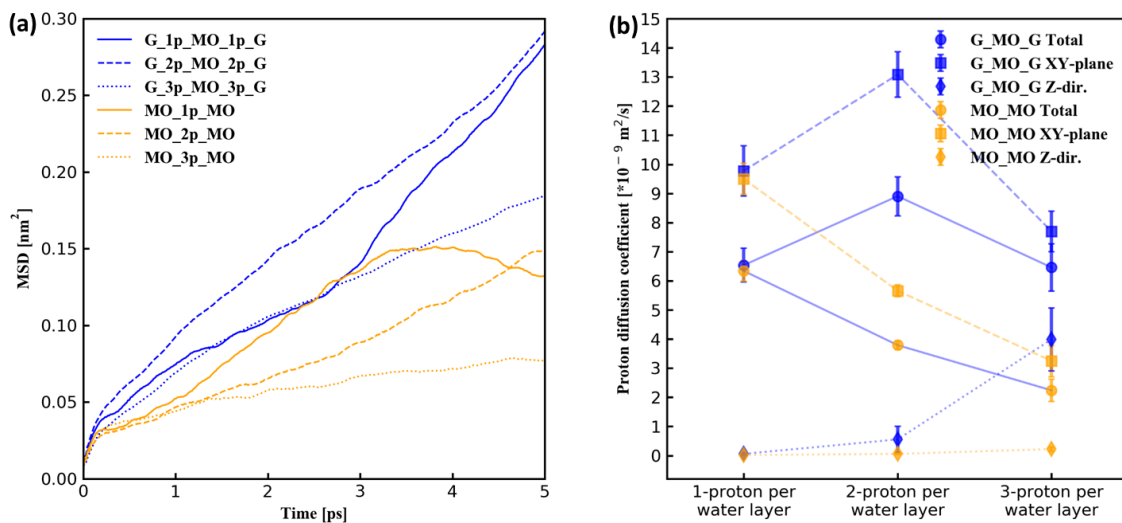 (a)
0.30
0.25
0.20
0.15
0.10
0.05
0.00
MSD [nm²]
G_1p_MO_1p_G
G_2p_MO_2p_G
G_3p_MO_3p_G
MO_1p_MO
MO_2p_MO
MO_3p_MO
0 1 2 3 4 5
Time [ps]
(b)
15
14
13
12
11
10
9
8
7
6
5
4
3
2
1
0
Proton diffusion coefficient [*10⁻⁹ m²/s]
G_MO_G Total
G_MO_G XY-plane
G_MO_G Z-dir.
MO_MO Total
MO_MO XY-plane
MO_MO Z-dir.
1-proton per
water layer
2-proton per
water layer
3-proton per
water layer